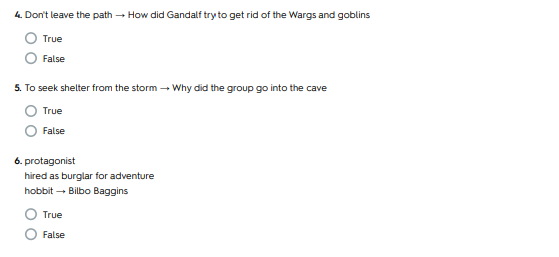 4. Don't leave the path → How did Gandalf try to get rid of the Wargs and goblins
True
False
5. To seek shelter from the storm → Why did the group go into the cave
True
False
6. protagonist
hired as burglar for adventure
hobbit → Bilbo Baggins
True
False